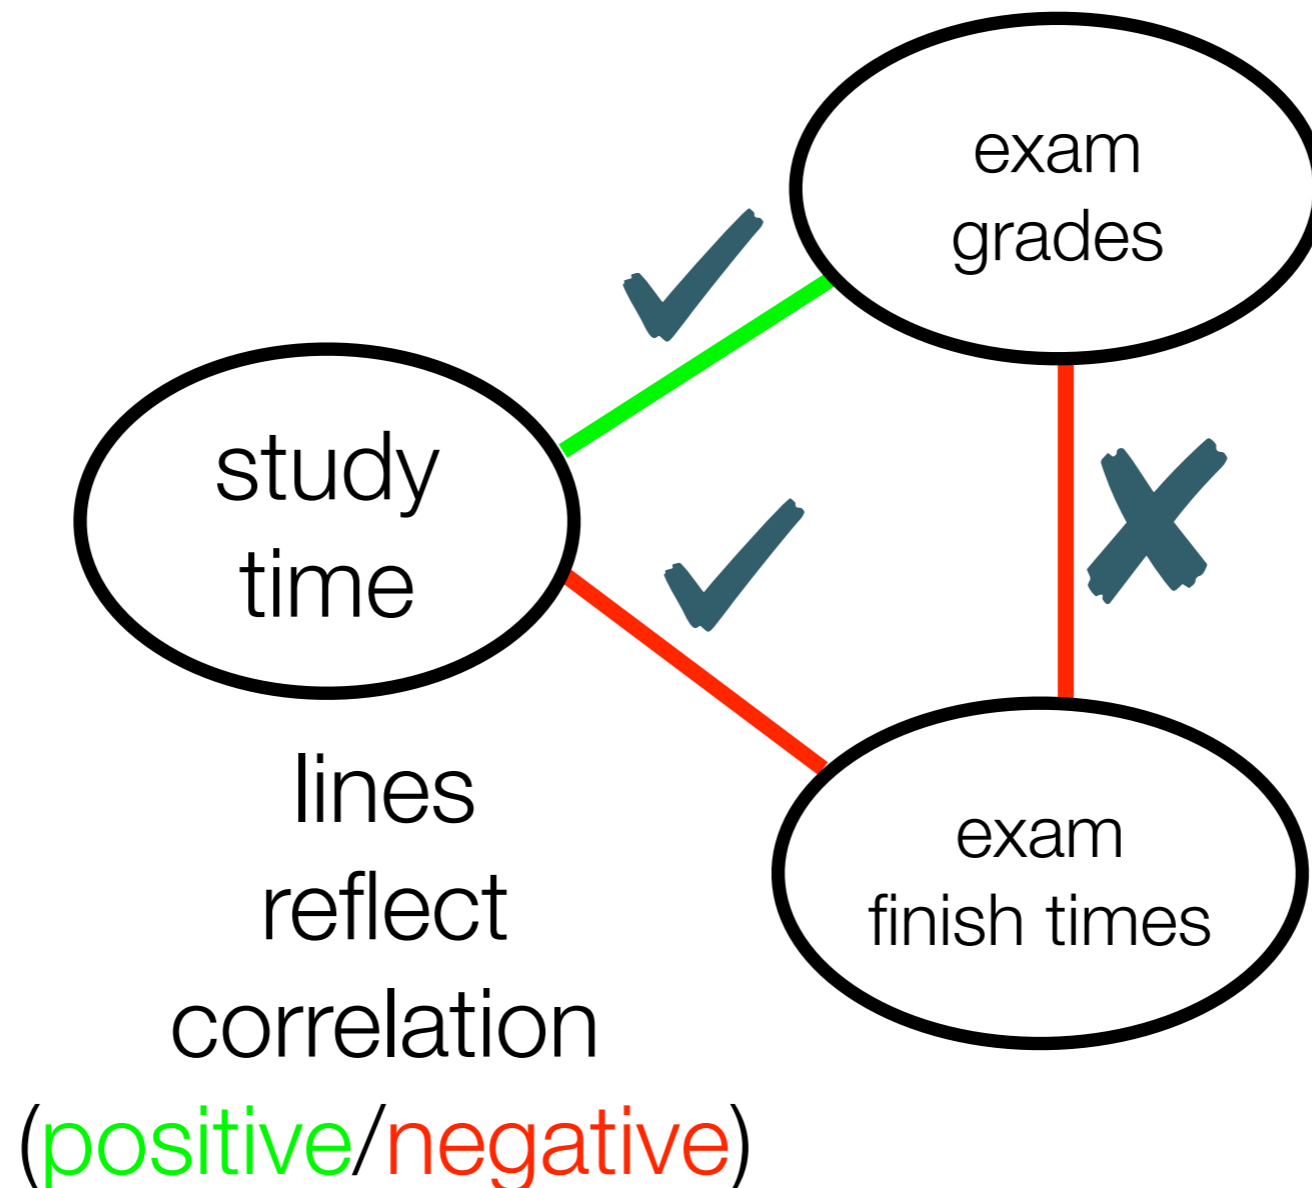 exam
grades
study
time
exam
finish times
lines
reflect
correlation
(positive/negative)